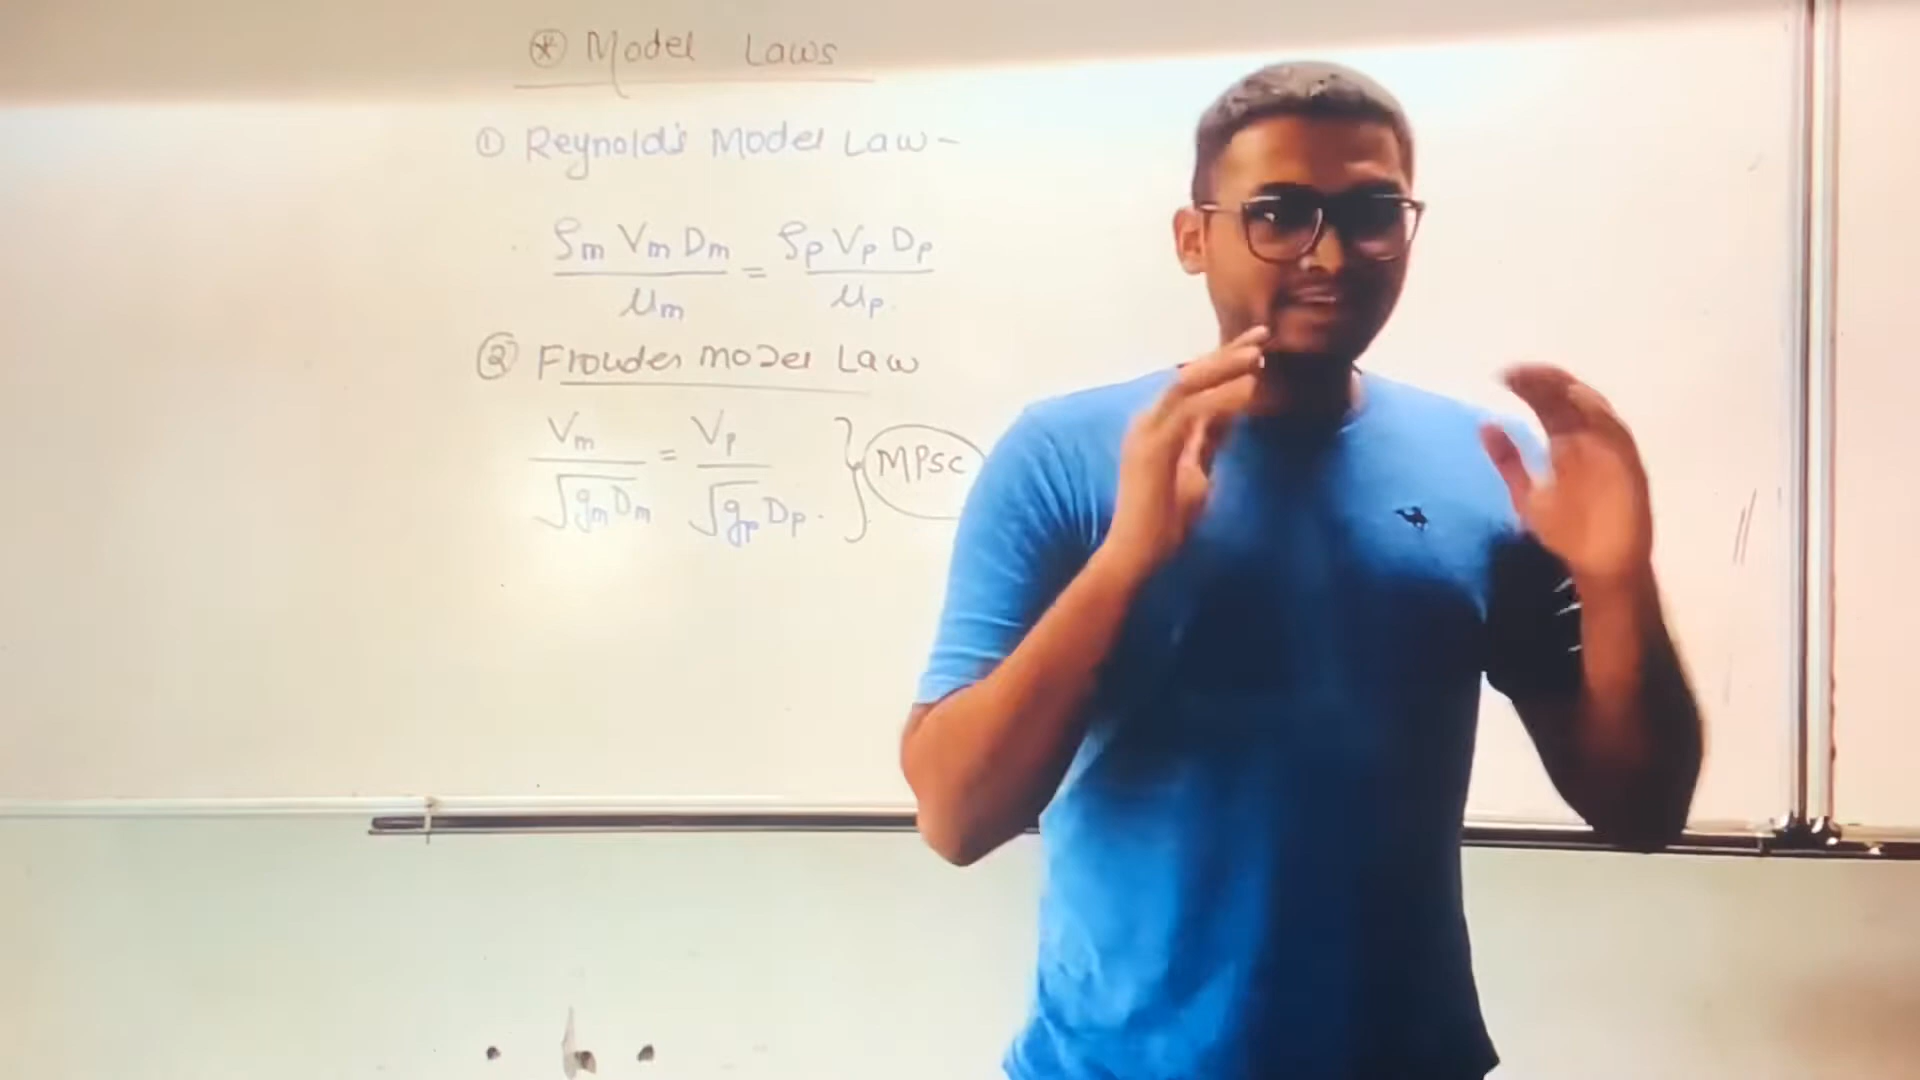 ⊛ Model Laws
① Reynold's Model Law-
ρm Vm Dm / μm = ρp Vp Dp / μp.
② Frouder Model Law
Vm / √gm Dm = Vp / √gp Dp. } MPSC